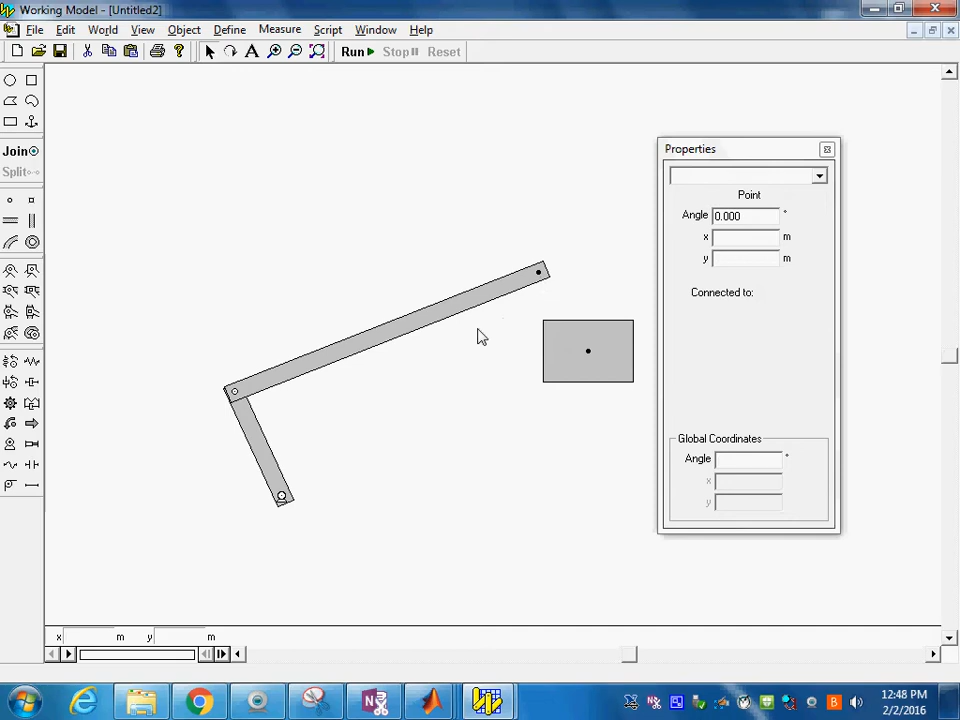 Working Model - [Untitled2]
File Edit World View Object Define Measure Script Window Help
A ? Run Stop Reset
Join
Split
Properties
Point
Angle 0.000 °
x m
y m
Connected to:
Global Coordinates
Angle °
x
y
x m y m
12:48 PM
2/2/2016